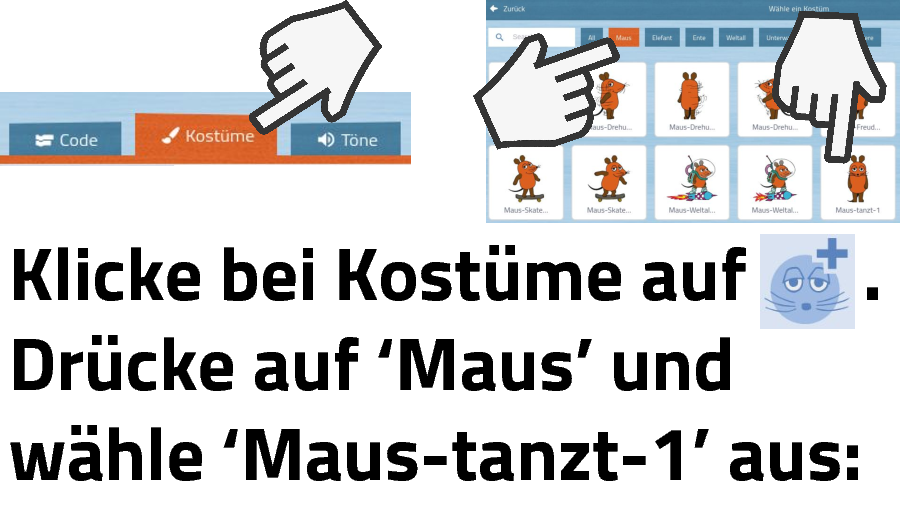 Code
Kostüme
Töne
Zurück
Wähle ein Kostüm
All
Maus
Elefant
Ente
Weltall
Maus-Drehu...
Maus-Drehu...
Maus-Skate...
Maus-Skate...
Maus-Weltal...
Maus-Weltal...
Maus-tanzt-1
Klicke bei Kostüme auf .
Drücke auf ‘Maus’ und
wähle ‘Maus-tanzt-1’ aus: